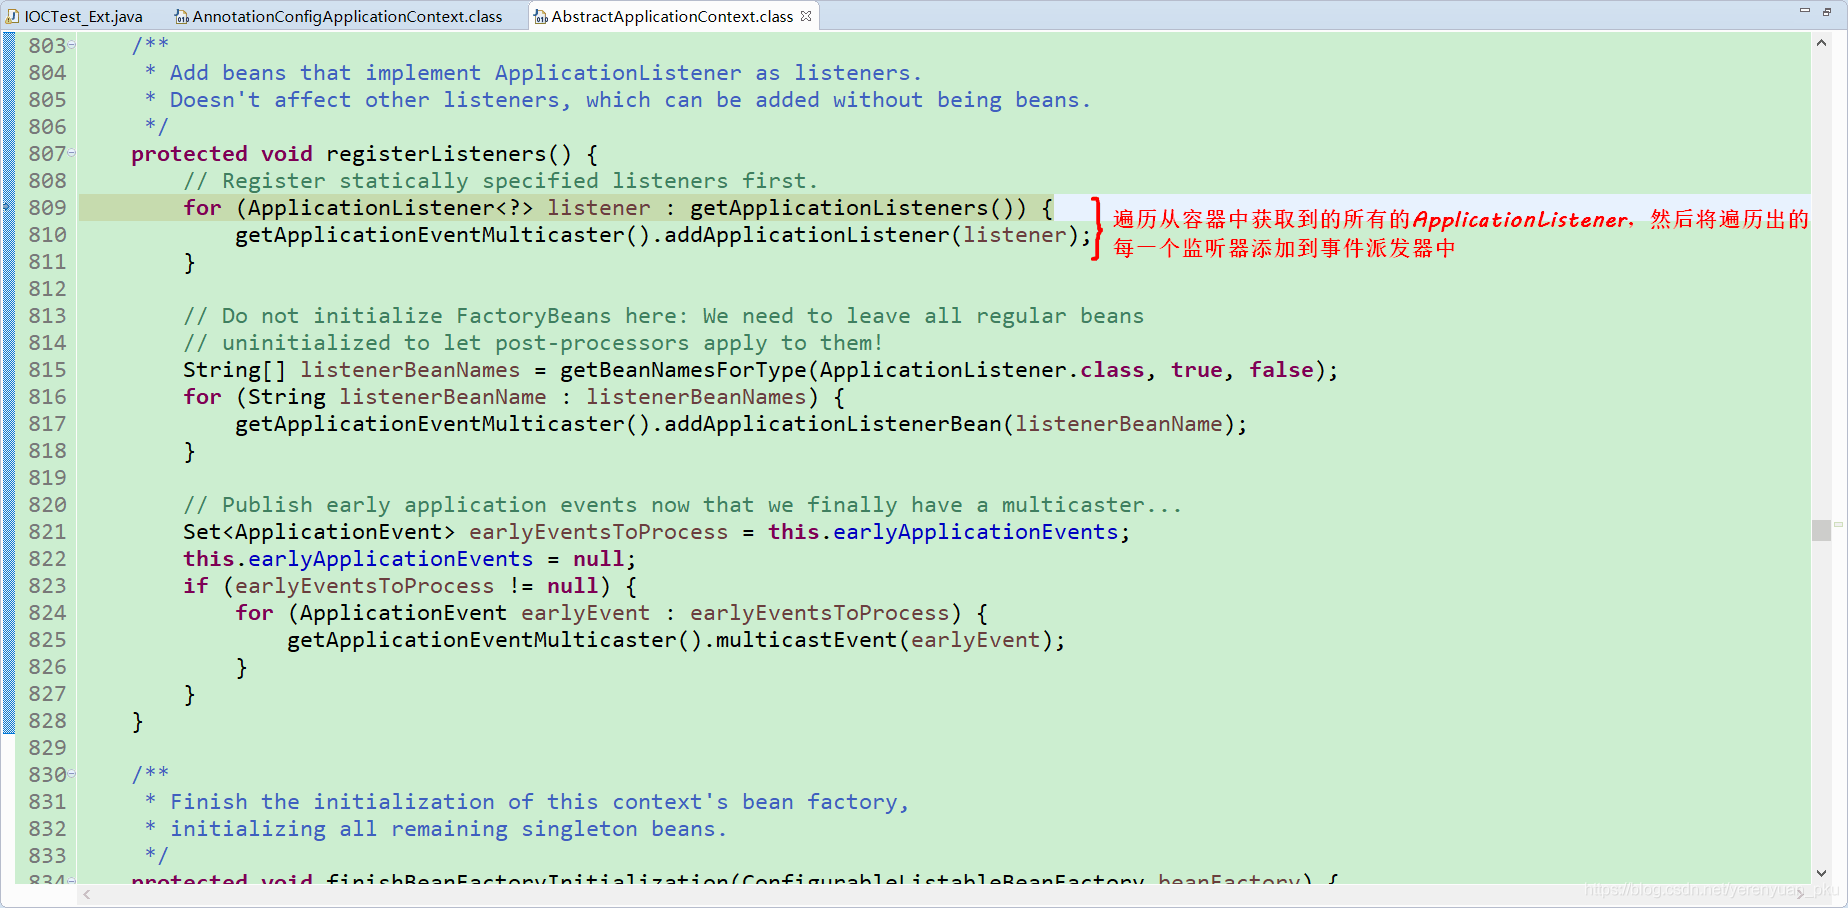 IOCTest_Ext.java AnnotationConfigApplicationContext.class AbstractApplicationContext.class
803 /**
804 * Add beans that implement ApplicationListener as listeners.
805 * Doesn't affect other listeners, which can be added without being beans.
806 */
807 protected void registerListeners() {
808 // Register statically specified listeners first.
809 for (ApplicationListener<?> listener : getApplicationListeners()) {
810 getApplicationEventMulticaster().addApplicationListener(listener);
遍历从容器中获取到的所有的ApplicationListener，然后将遍历出的
每一个监听器添加到事件派发器中
811 }
812
813 // Do not initialize FactoryBeans here: We need to leave all regular beans
814 // uninitialized to let post-processors apply to them!
815 String[] listenerBeanNames = getBeanNamesForType(ApplicationListener.class, true, false);
816 for (String listenerBeanName : listenerBeanNames) {
817 getApplicationEventMulticaster().addApplicationListenerBean(listenerBeanName);
818 }
819
820 // Publish early application events now that we finally have a multicaster...
821 Set<ApplicationEvent> earlyEventsToProcess = this.earlyApplicationEvents;
822 this.earlyApplicationEvents = null;
823 if (earlyEventsToProcess != null) {
824 for (ApplicationEvent earlyEvent : earlyEventsToProcess) {
825 getApplicationEventMulticaster().multicastEvent(earlyEvent);
826 }
827 }
828 }
829
830 /**
831 * Finish the initialization of this context's bean factory,
832 * initializing all remaining singleton beans.
833 */
834 protected void finishBeanFactoryInitialization(ConfigurableListableBeanFactory beanFactory) {
https://blog.csdn.net/yerenyuan_pku